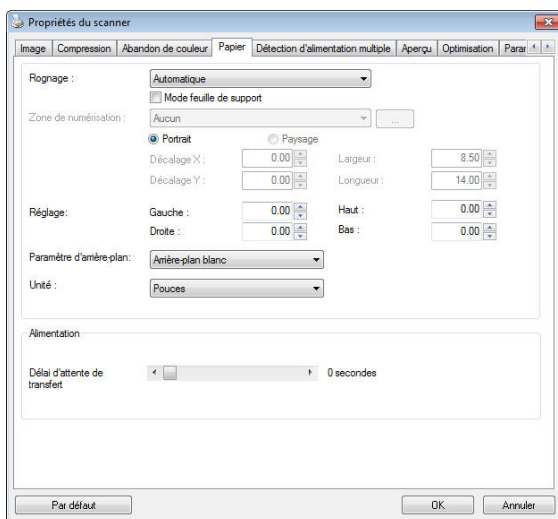 Propriétés du scanner
Image Compression Abandon de couleur Papier Détection d'alimentation multiple Aperçu Optimisation Parar
Rognage : Automatique
Mode feuille de support
Zone de numérisation : Aucun ...
Portrait Paysage
Décalage X : 0.00 Largeur : 8.50
Décalage Y : 0.00 Longueur : 14.00
Réglage: Gauche : 0.00 Haut : 0.00
Droite : 0.00 Bas : 0.00
Paramètre d'arrière-plan: Arrière-plan blanc
Unité : Pouces
Alimentation
Délai d'attente de 0 secondes
transfert
Par défaut OK Annuler